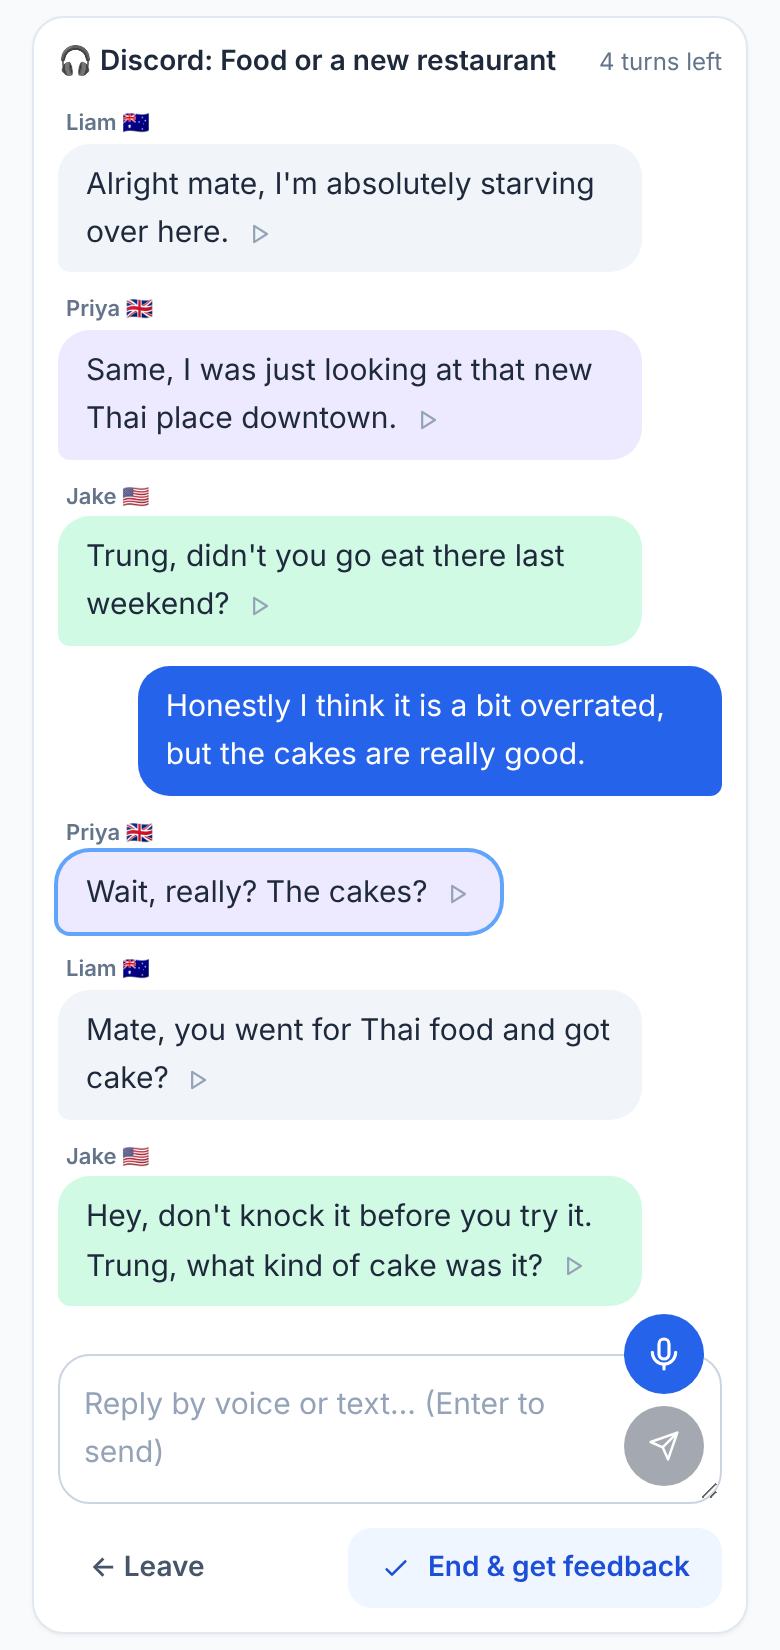 🎧 Discord: Food or a new restaurant 4 turns left
Liam 🇦🇺
Alright mate, I'm absolutely starving
over here.
Priya 🇬🇧
Same, I was just looking at that new
Thai place downtown.
Jake 🇺🇸
Trung, didn't you go eat there last
weekend?
Honestly I think it is a bit overrated,
but the cakes are really good.
Priya 🇬🇧
Wait, really? The cakes?
Liam 🇦🇺
Mate, you went for Thai food and got
cake?
Jake 🇺🇸
Hey, don't knock it before you try it.
Trung, what kind of cake was it?
Reply by voice or text... (Enter to
send)
← Leave ✓ End & get feedback